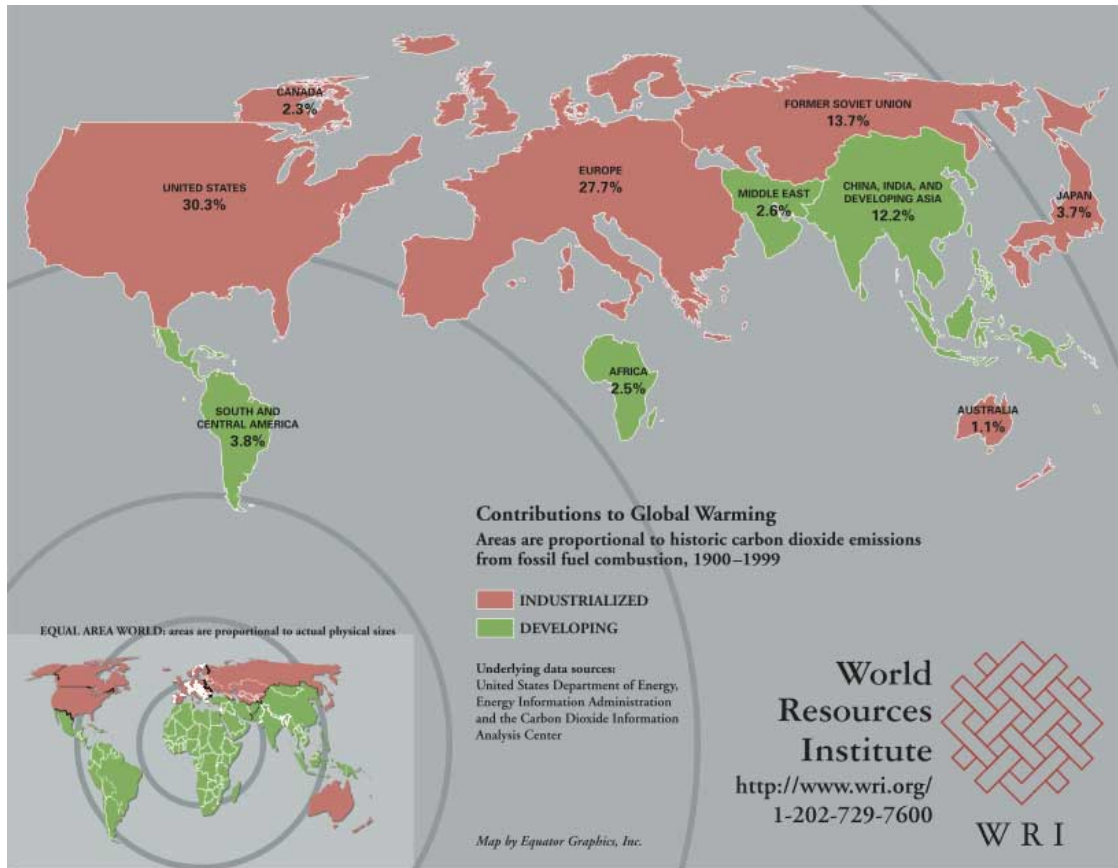 CANADA
2.3%
UNITED STATES
30.3%
EUROPE
27.7%
FORMER SOVIET UNION
13.7%
MIDDLE EAST
2.6%
CHINA, INDIA, AND
DEVELOPING ASIA
12.2%
JAPAN
3.7%
AFRICA
2.5%
SOUTH AND
CENTRAL AMERICA
3.8%
AUSTRALIA
1.1%
Contributions to Global Warming
Areas are proportional to historic carbon dioxide emissions
from fossil fuel combustion, 1900–1999
INDUSTRIALIZED
DEVELOPING
EQUAL AREA WORLD: areas are proportional to actual physical sizes
Underlying data sources:
United States Department of Energy,
Energy Information Administration
and the Carbon Dioxide Information
Analysis Center
Map by Equator Graphics, Inc.
World
Resources
Institute
http://www.wri.org/
1-202-729-7600
W R I